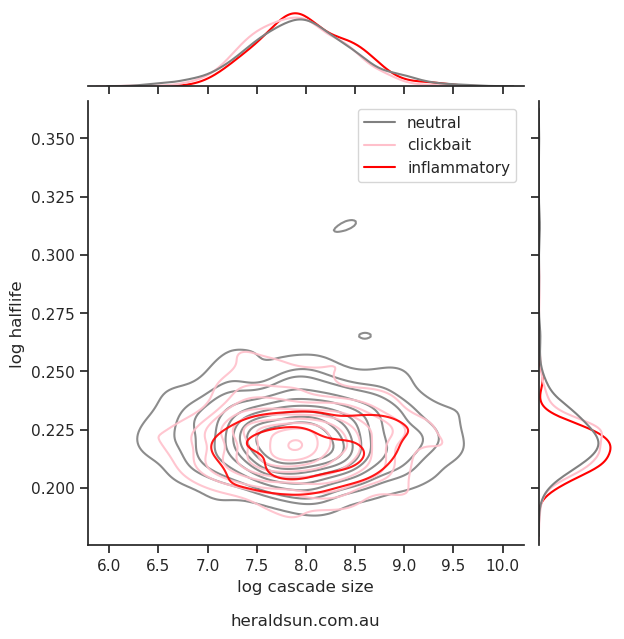 neutral
clickbait
inflammatory
0.350
0.325
0.300
0.275
0.250
0.225
0.200
log halflife
6.0 6.5 7.0 7.5 8.0 8.5 9.0 9.5 10.0
log cascade size
heraldsun.com.au